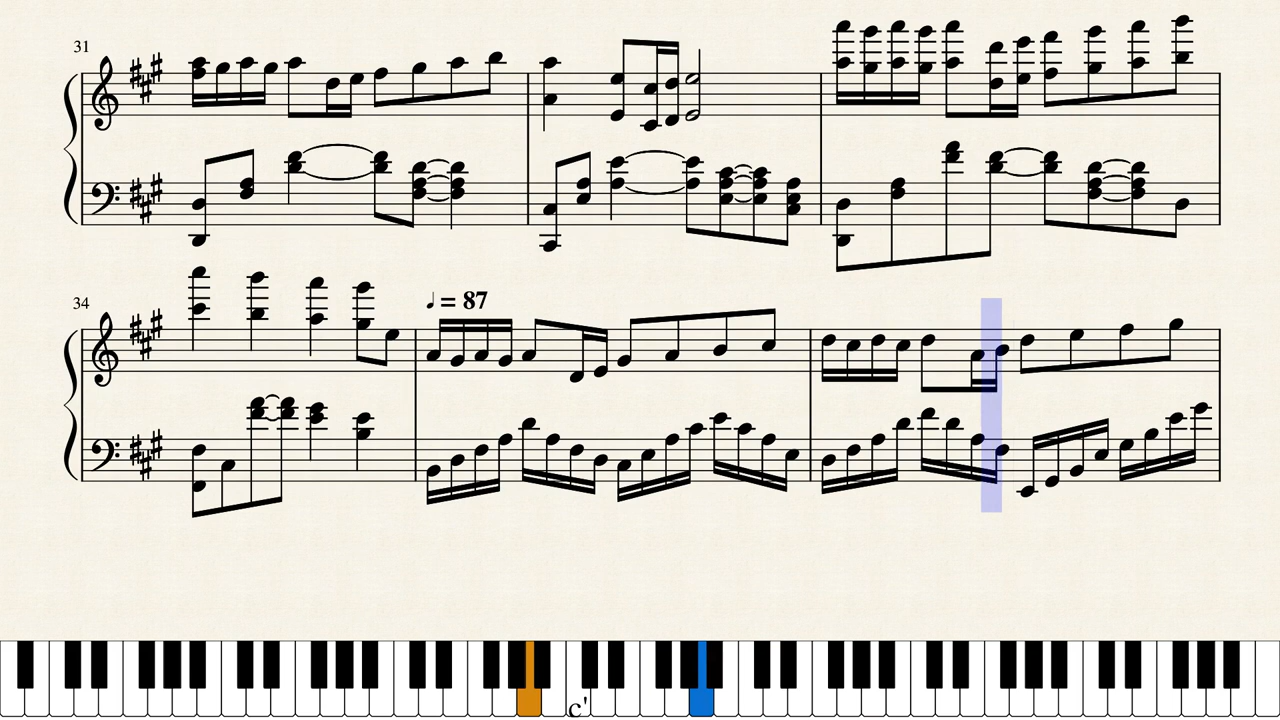 31
34
♩ = 87
c'